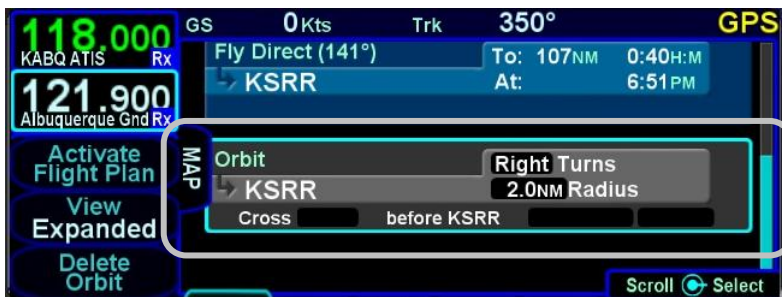 118.000
KABQ ATIS Rx
121.900
Albuquerque Gnd Rx
Activate
Flight Plan
View
Expanded
Delete
Orbit
GS 0Kts Trk 350° GPS
Fly Direct (141°)
KSRR
To: 107NM 0:40H:M
At: 6:51PM
MAP
Orbit
KSRR
Right Turns
2.0NM Radius
Cross before KSRR
Scroll Select